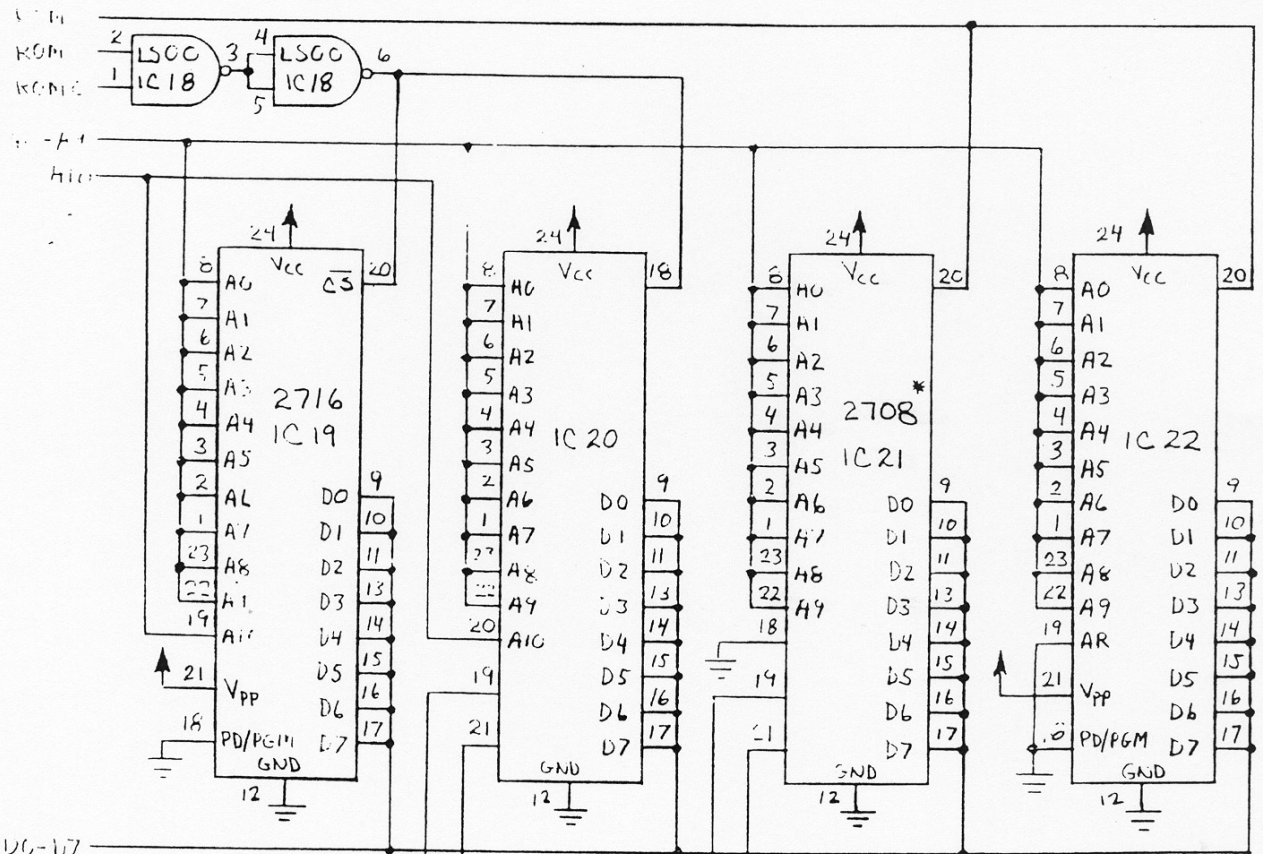 ROM
2
LS00
IC18
3
1
4
LS00
IC18
6
5
A10
24
Vcc
CS
20
8 A0
7 A1
6 A2
5 A3
4 A4
3 A5
2 A6
1 A7
23 A8
22 A9
19 A10
21 Vpp
18 PD/PGM
GND
12
2716
IC19
D0 9
D1 10
D2 11
D3 13
D4 14
D5 15
D6 16
D7 17
24
Vcc
18
8 A0
7 A1
6 A2
5 A3
4 A4
3 A5
2 A6
1 A7
A8
A9
20 A10
19
21
GND
12
IC 20
D0 9
D1 10
D2 11
D3 13
D4 14
D5 15
D6 16
D7 17
24
Vcc
20
8 A0
7 A1
6 A2
5 A3
4 A4
3 A5
2 A6
1 A7
23 A8
22 A9
18
19
21
GND
12
2708*
IC 21
D0 9
D1 10
D2 11
D3 13
D4 14
D5 15
D6 16
D7 17
24
Vcc
20
8 A0
7 A1
6 A2
5 A3
4 A4
3 A5
2 A6
1 A7
23 A8
22 A9
19 AR
21 Vpp
PD/PGM
GND
12
IC 22
D0 9
D1 10
D2 11
D3 13
D4 14
D5 15
D6 16
D7 17
D0-D7